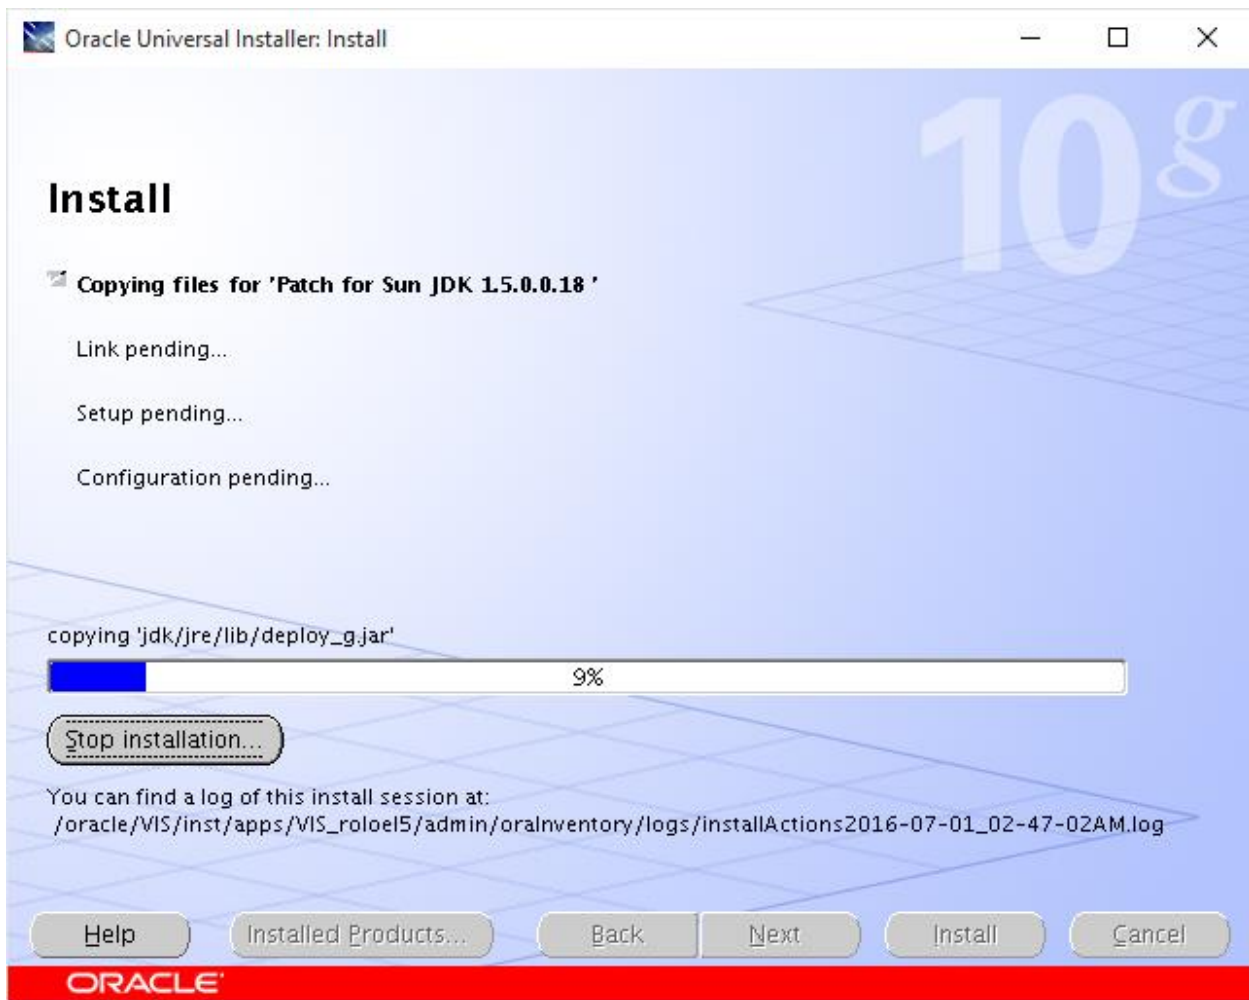 Oracle Universal Installer: Install
10g
Install
Copying files for 'Patch for Sun JDK 1.5.0.0.18 '
Link pending...
Setup pending...
Configuration pending...
copying 'jdk/jre/lib/deploy_g.jar'
9%
Stop installation...
You can find a log of this install session at:
/oracle/VIS/inst/apps/VIS_roloel5/admin/oraInventory/logs/installActions2016-07-01_02-47-02AM.log
Help Installed Products... Back Next Install Cancel
ORACLE